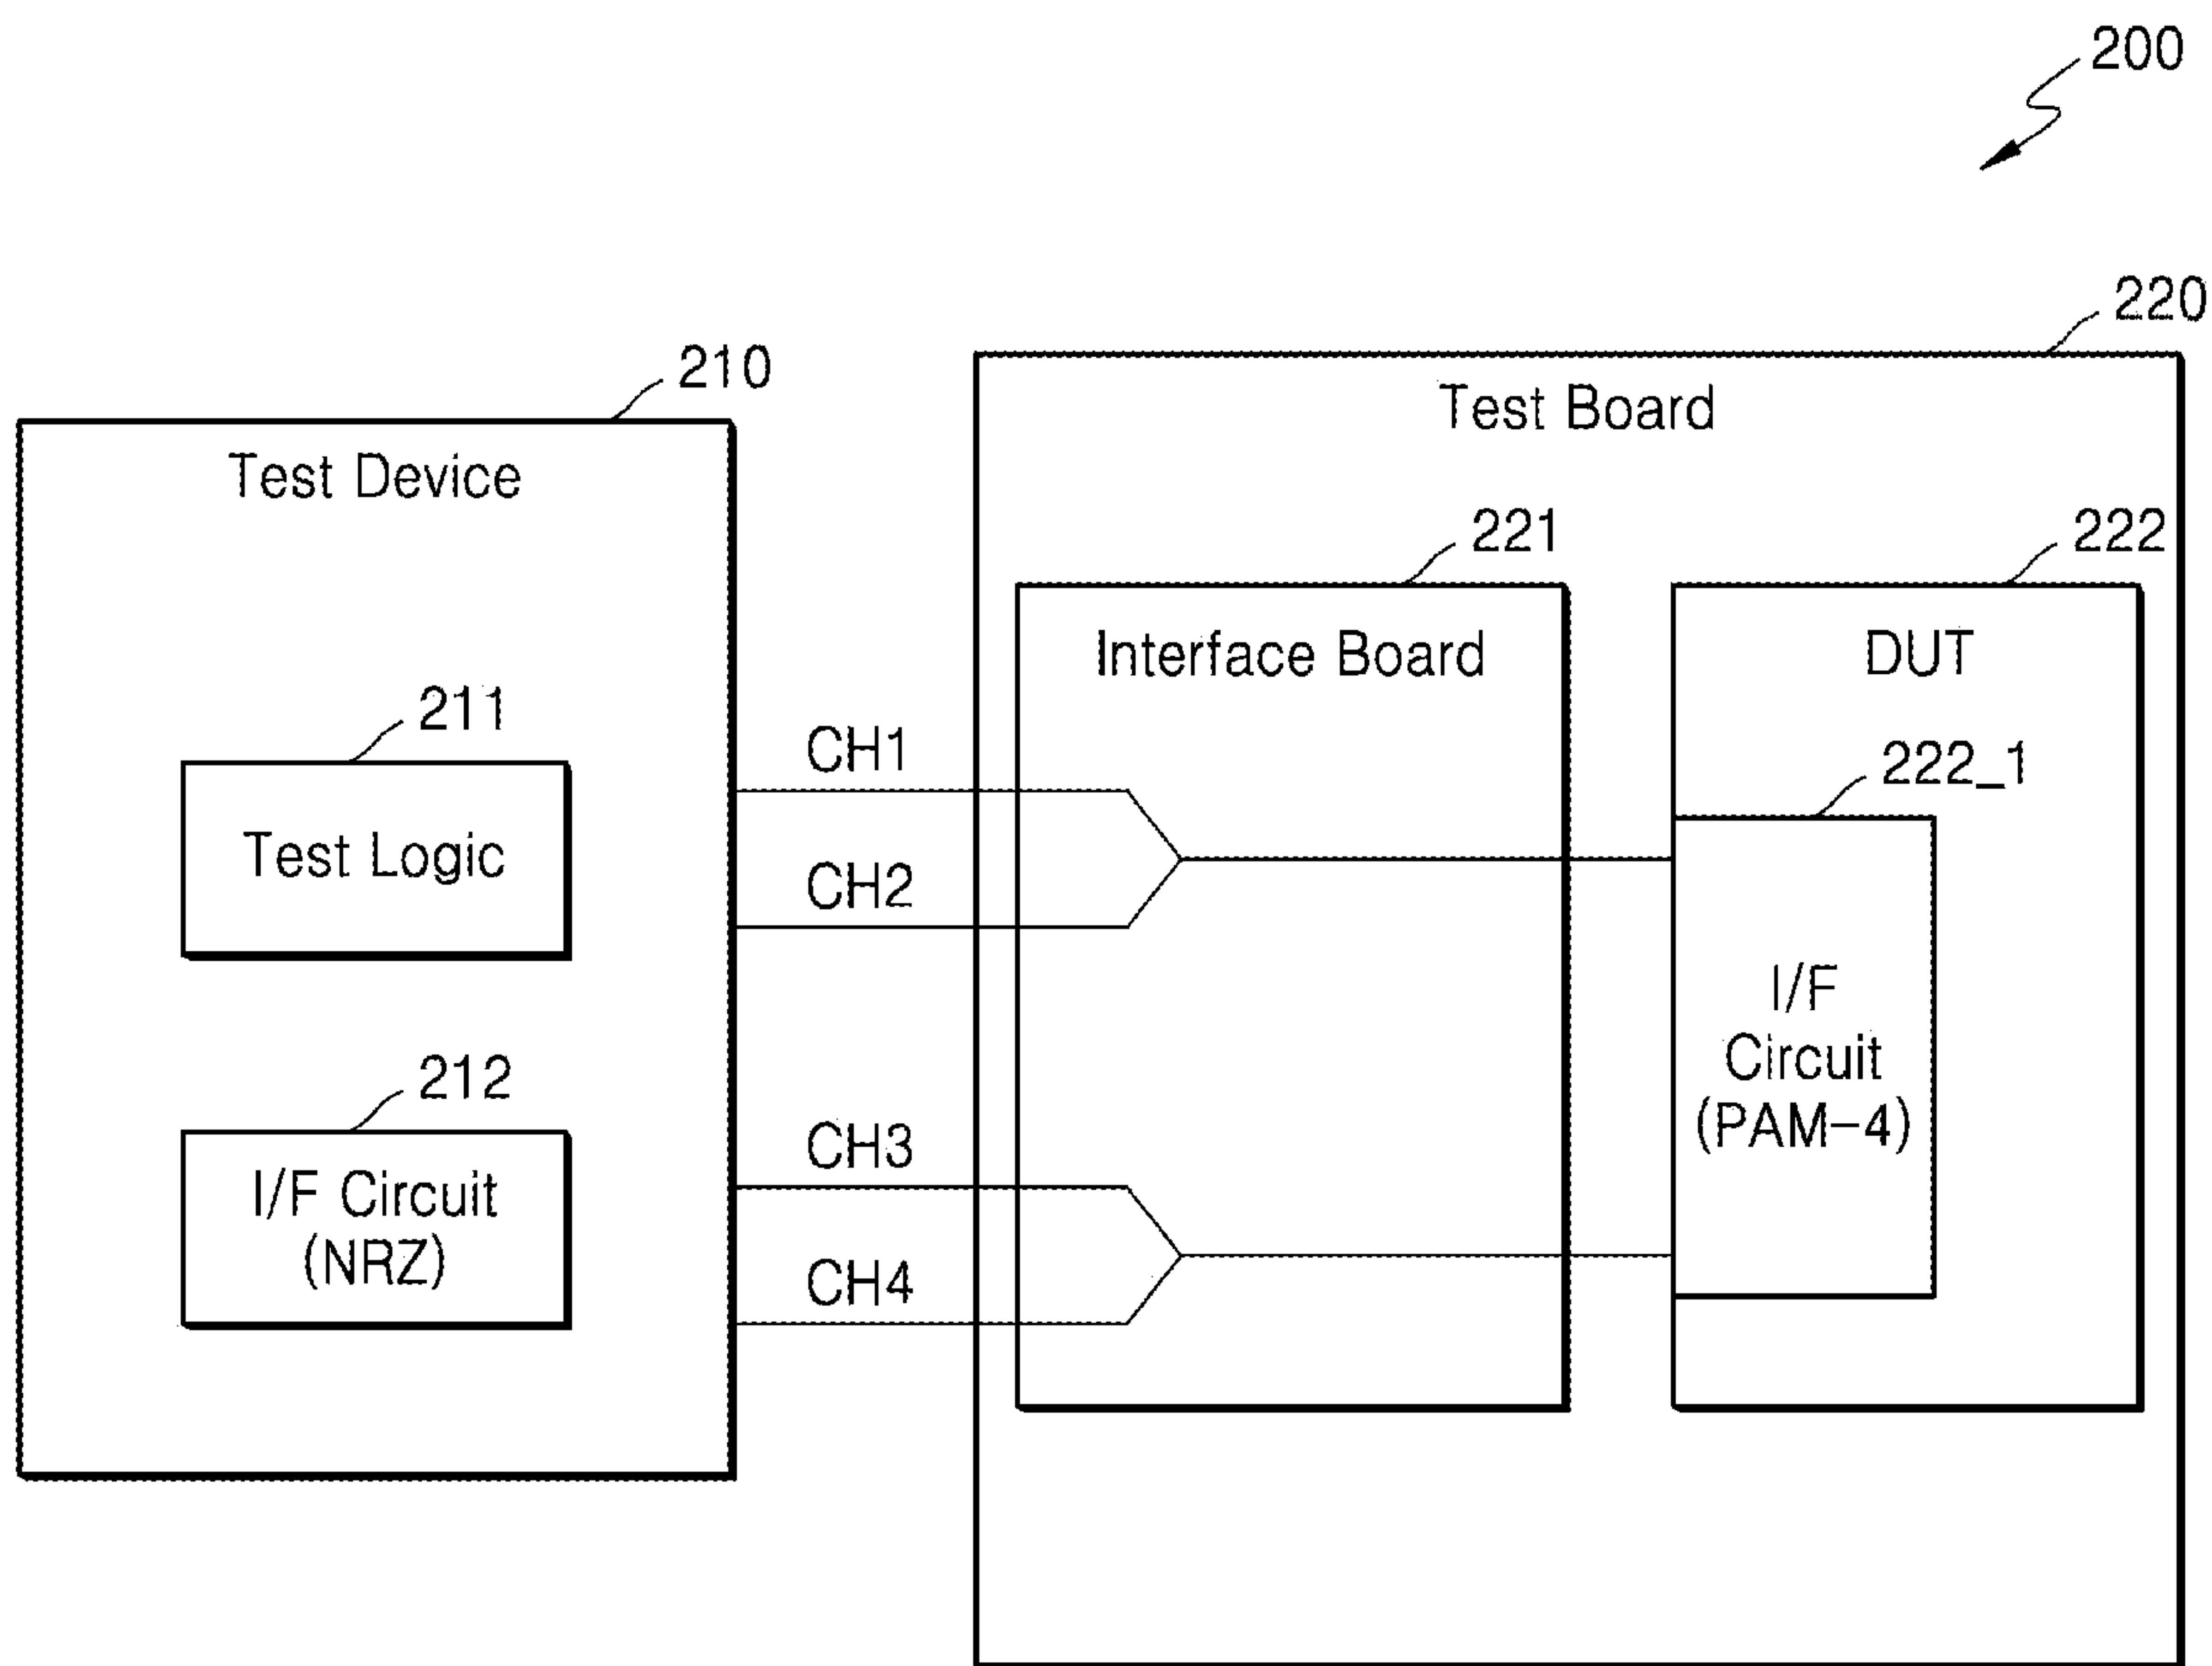 200
220
210
Test Board
Test Device
221
222
Interface Board
DUT
211
CH1
222_1
Test Logic
CH2
I/F
Circuit
(PAM-4)
212
CH3
I/F Circuit
(NRZ)
CH4